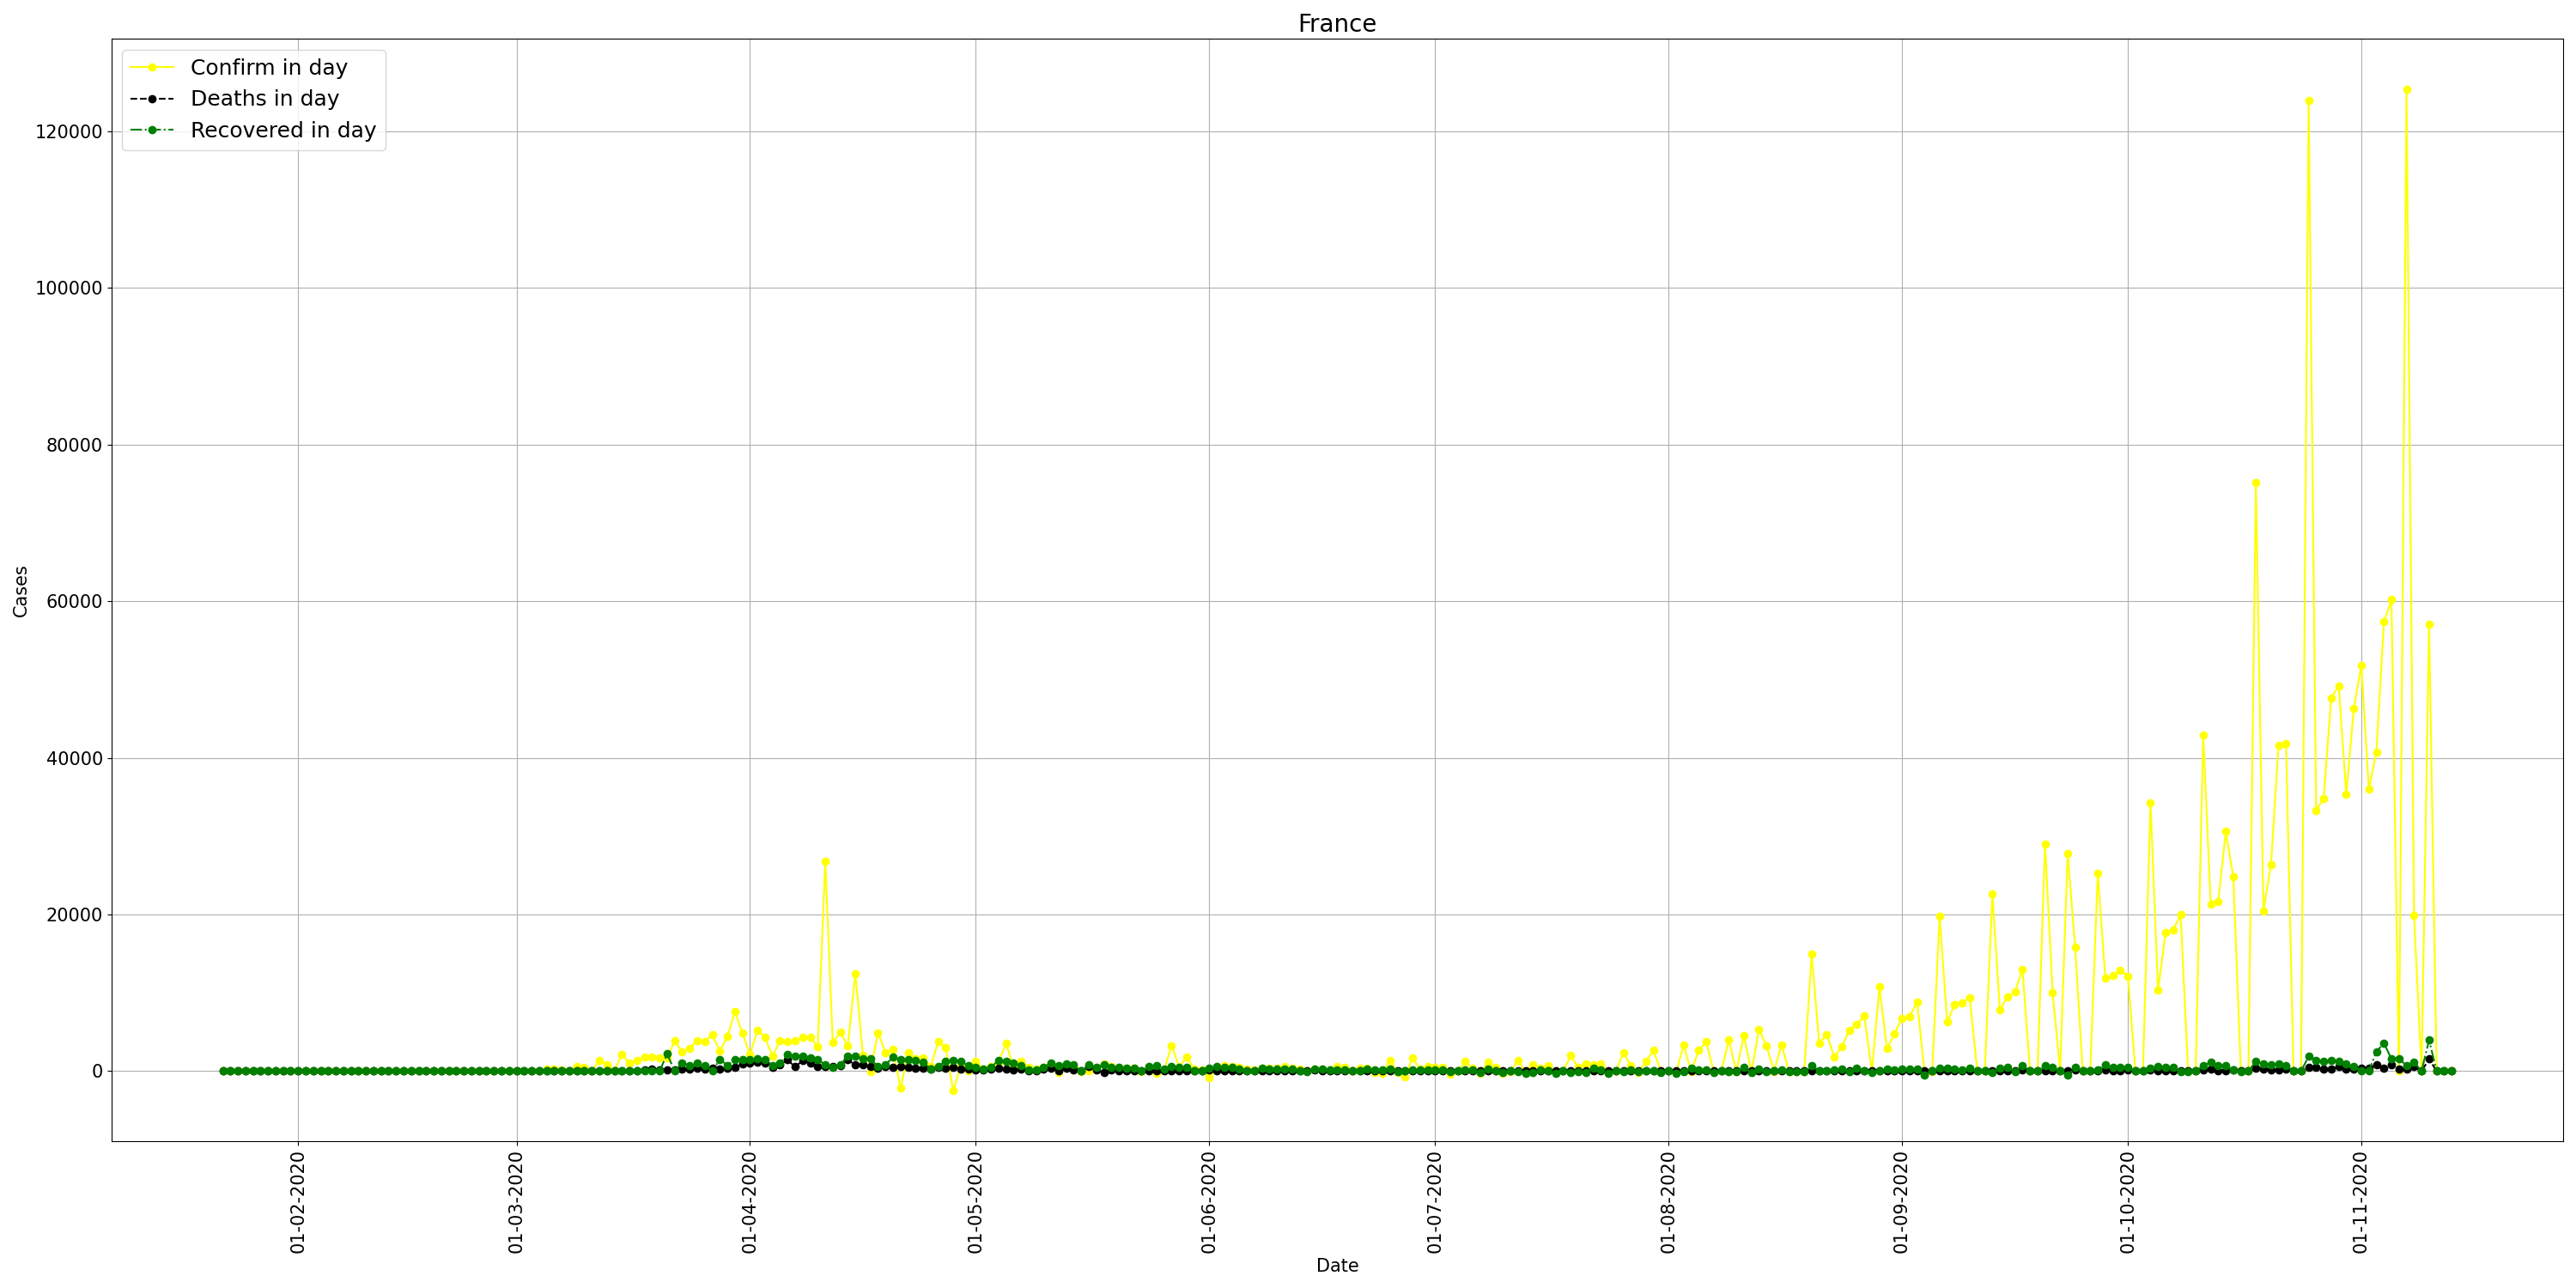 France
Confirm in day
Deaths in day
Recovered in day
120000
100000
80000
60000
40000
20000
0
Cases
01-02-2020
01-03-2020
01-04-2020
01-05-2020
01-06-2020
01-07-2020
01-08-2020
01-09-2020
01-10-2020
01-11-2020
Date